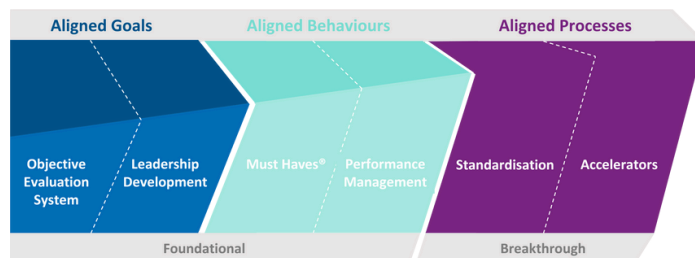 Aligned Goals
Aligned Behaviours
Aligned Processes
Objective
Evaluation
System
Leadership
Development
Must Haves®
Performance
Management
Standardisation
Accelerators
Foundational
Breakthrough